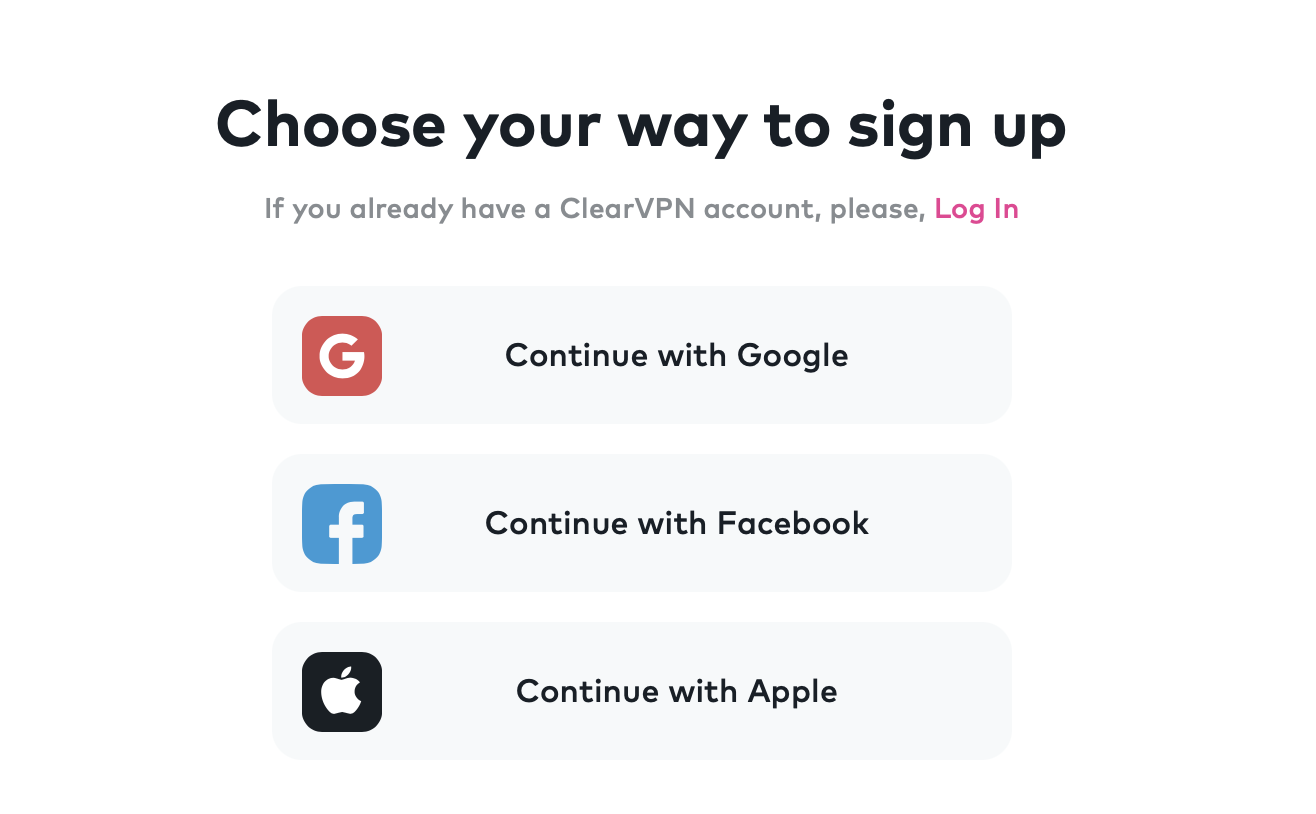 Choose your way to sign up
If you already have a ClearVPN account, please, Log In
Continue with Google
Continue with Facebook
Continue with Apple